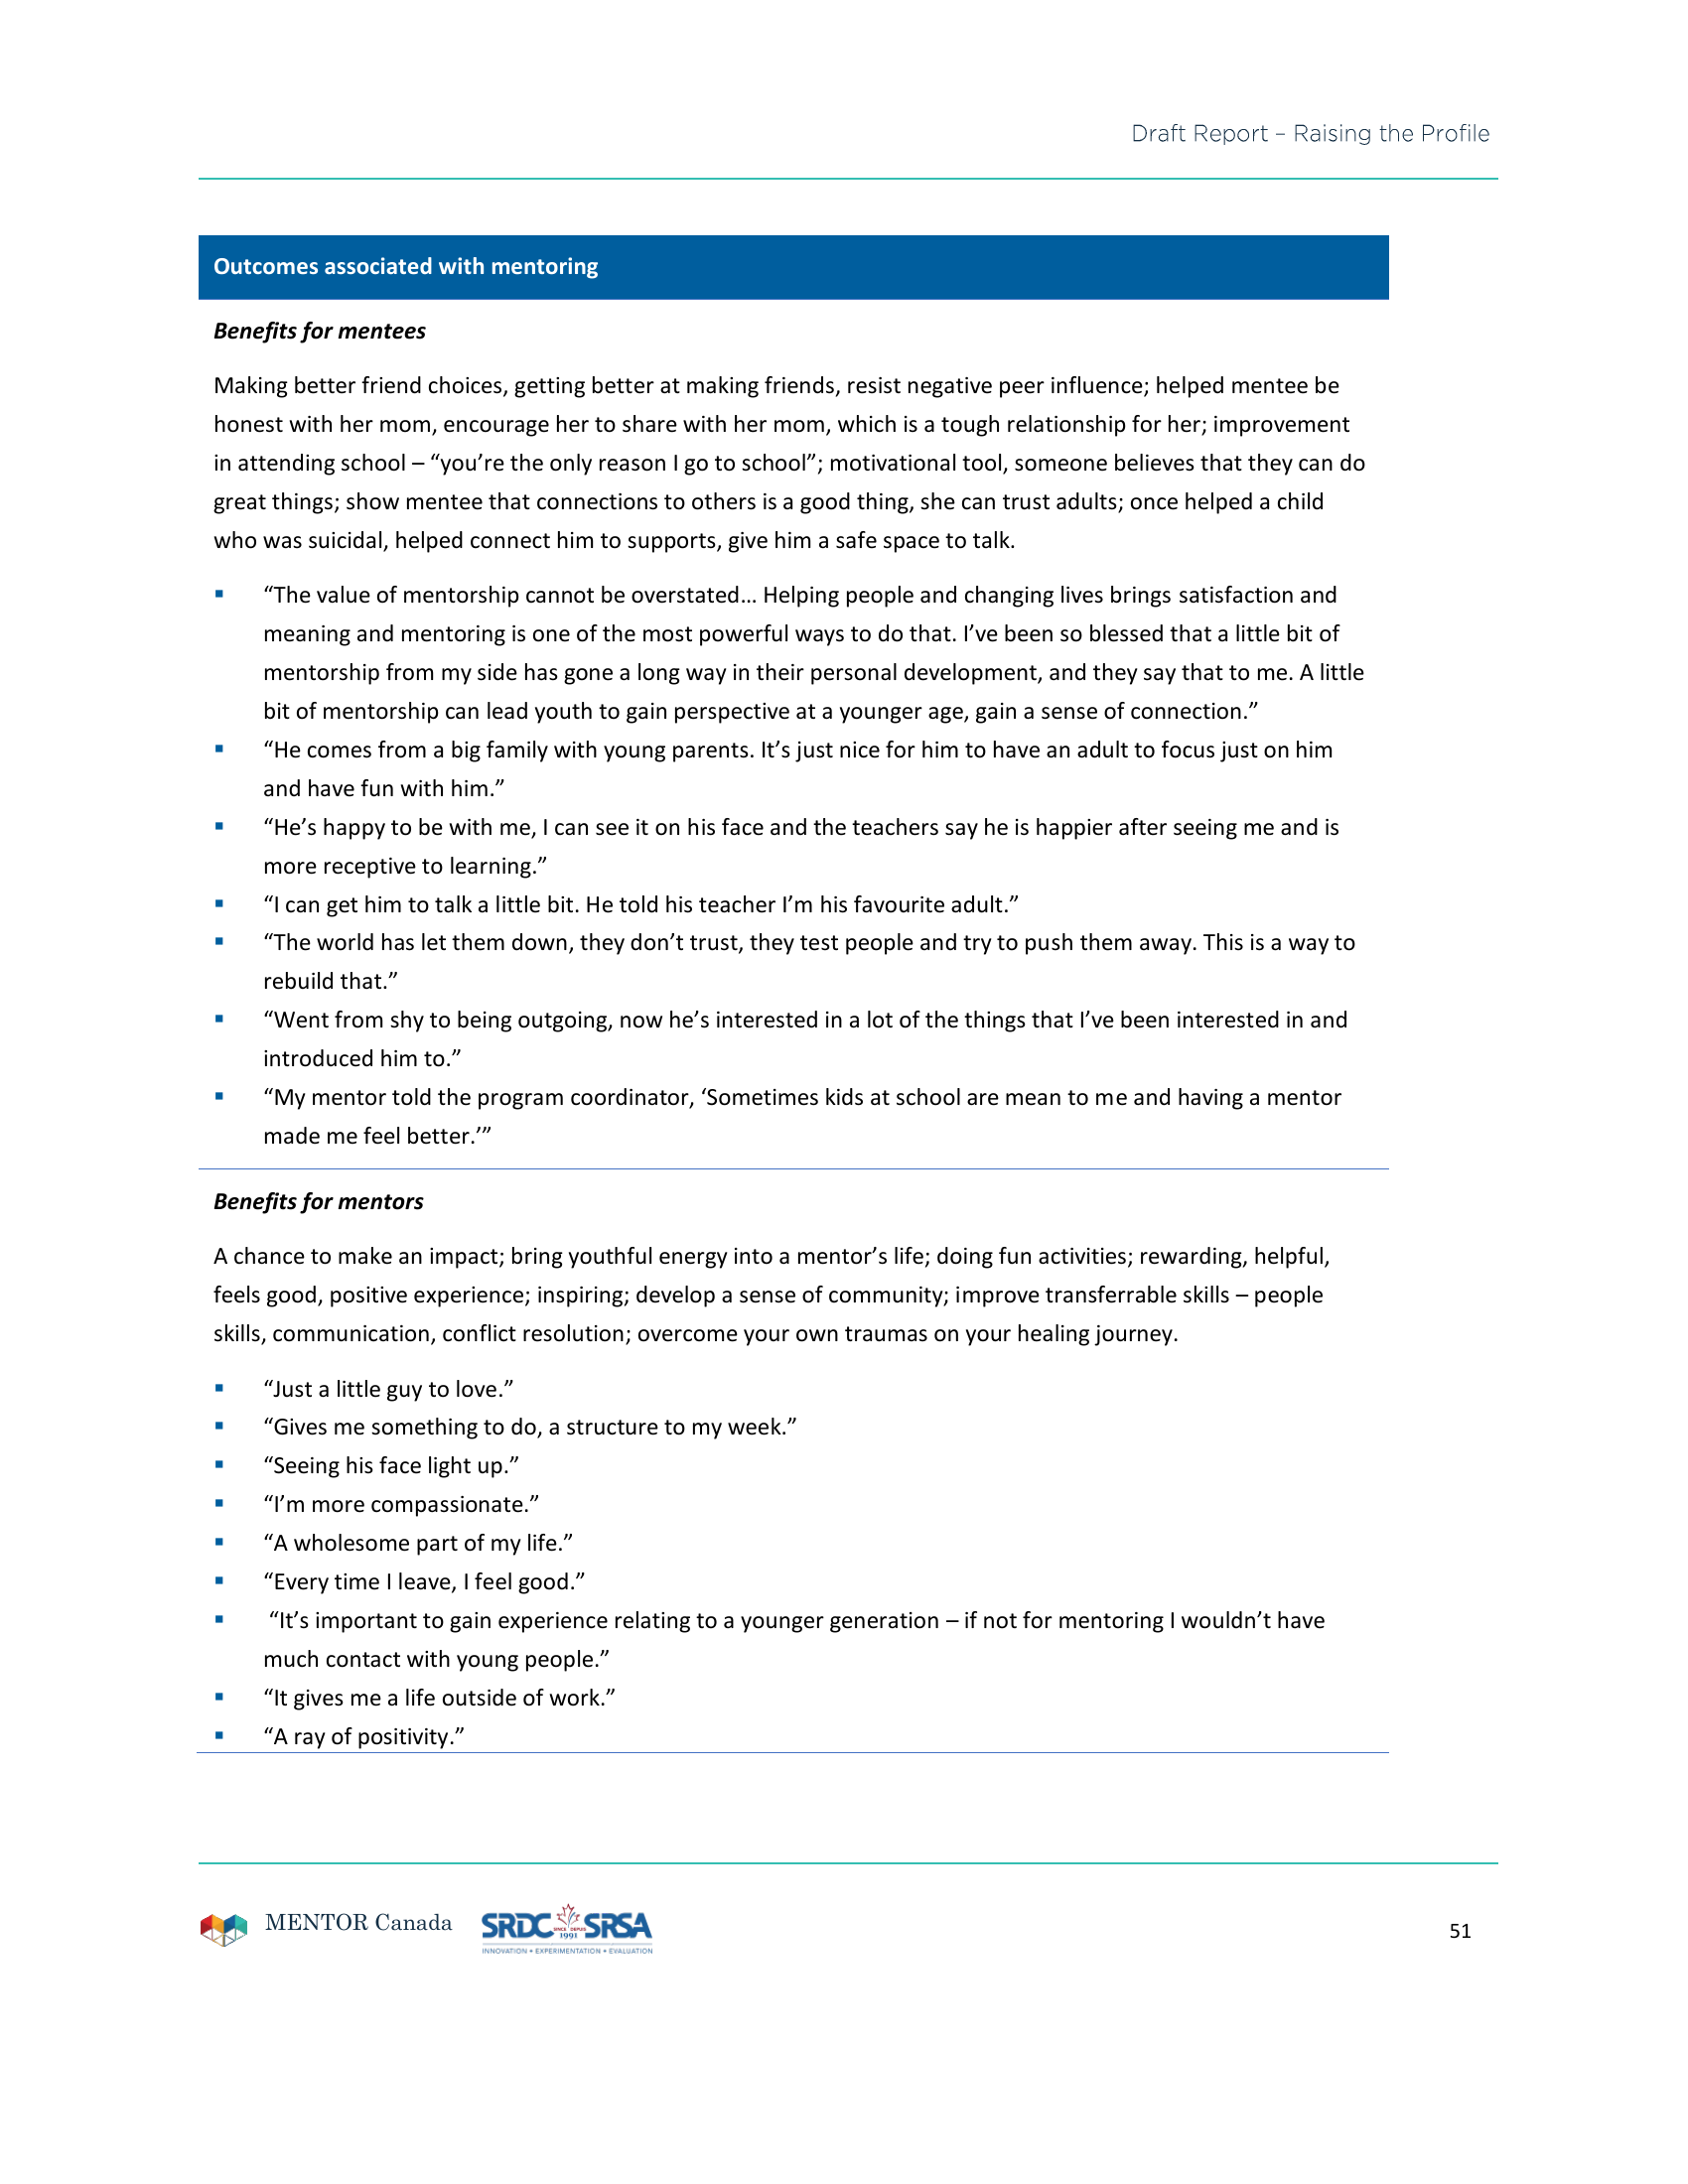 Draft Report – Raising the Profile
Outcomes associated with mentoring
Benefits for mentees
Making better friend choices, getting better at making friends, resist negative peer influence; helped mentee be
honest with her mom, encourage her to share with her mom, which is a tough relationship for her; improvement
in attending school – “you’re the only reason I go to school”; motivational tool, someone believes that they can do
great things; show mentee that connections to others is a good thing, she can trust adults; once helped a child
who was suicidal, helped connect him to supports, give him a safe space to talk.
▪ “The value of mentorship cannot be overstated… Helping people and changing lives brings satisfaction and
meaning and mentoring is one of the most powerful ways to do that. I’ve been so blessed that a little bit of
mentorship from my side has gone a long way in their personal development, and they say that to me. A little
bit of mentorship can lead youth to gain perspective at a younger age, gain a sense of connection.”
▪ “He comes from a big family with young parents. It’s just nice for him to have an adult to focus just on him
and have fun with him.”
▪ “He’s happy to be with me, I can see it on his face and the teachers say he is happier after seeing me and is
more receptive to learning.”
▪ “I can get him to talk a little bit. He told his teacher I’m his favourite adult.”
▪ “The world has let them down, they don’t trust, they test people and try to push them away. This is a way to
rebuild that.”
▪ “Went from shy to being outgoing, now he’s interested in a lot of the things that I’ve been interested in and
introduced him to.”
▪ “My mentor told the program coordinator, ‘Sometimes kids at school are mean to me and having a mentor
made me feel better.’”
Benefits for mentors
A chance to make an impact; bring youthful energy into a mentor’s life; doing fun activities; rewarding, helpful,
feels good, positive experience; inspiring; develop a sense of community; improve transferrable skills – people
skills, communication, conflict resolution; overcome your own traumas on your healing journey.
▪ “Just a little guy to love.”
▪ “Gives me something to do, a structure to my week.”
▪ “Seeing his face light up.”
▪ “I’m more compassionate.”
▪ “A wholesome part of my life.”
▪ “Every time I leave, I feel good.”
▪ “It’s important to gain experience relating to a younger generation – if not for mentoring I wouldn’t have
much contact with young people.”
▪ “It gives me a life outside of work.”
▪ “A ray of positivity.”
MENTOR Canada
SRDC SINCE DEPUIS 1991 SRSA
INNOVATION • EXPERIMENTATION • EVALUATION
51